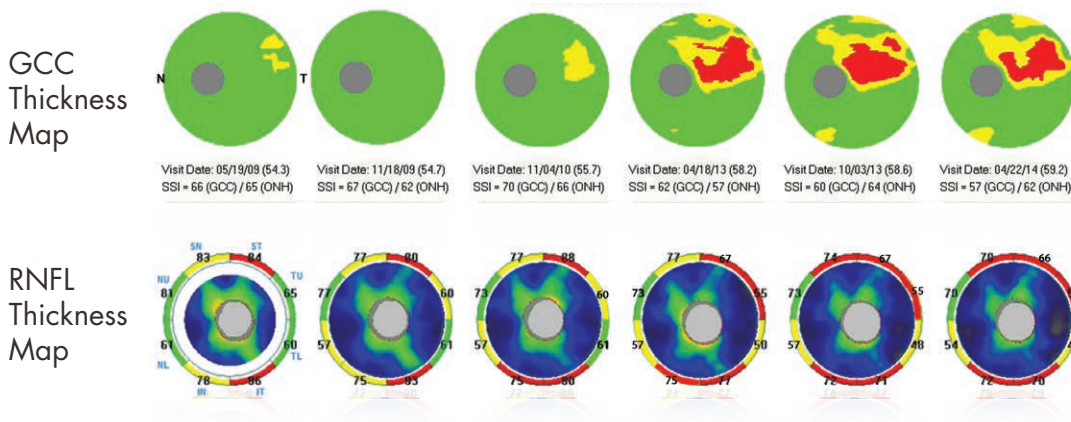 GCC
Thickness
Map
N
T
Visit Date: 05/19/09 (54.3)
SSI = 66 (GCC) / 65 (ONH)
Visit Date: 11/18/09 (54.7)
SSI = 67 (GCC) / 62 (ONH)
Visit Date: 11/04/10 (55.7)
SSI = 70 (GCC) / 66 (ONH)
Visit Date: 04/18/13 (58.2)
SSI = 62 (GCC) / 57 (ONH)
Visit Date: 10/03/13 (58.6)
SSI = 60 (GCC) / 64 (ONH)
Visit Date: 04/22/14 (59.2)
SSI = 57 (GCC) / 62 (ONH)
RNFL
Thickness
Map
SN ST
83 84
NU TU
81 65
61 60
NL TL
78 86
IN IT
77 80
77 60
57 61
75 83
77 88
73 60
57 61
75 80
77 67
73 55
57 50
75 77
74 67
73 55
57 48
72 71
70 66
70
54
72 70